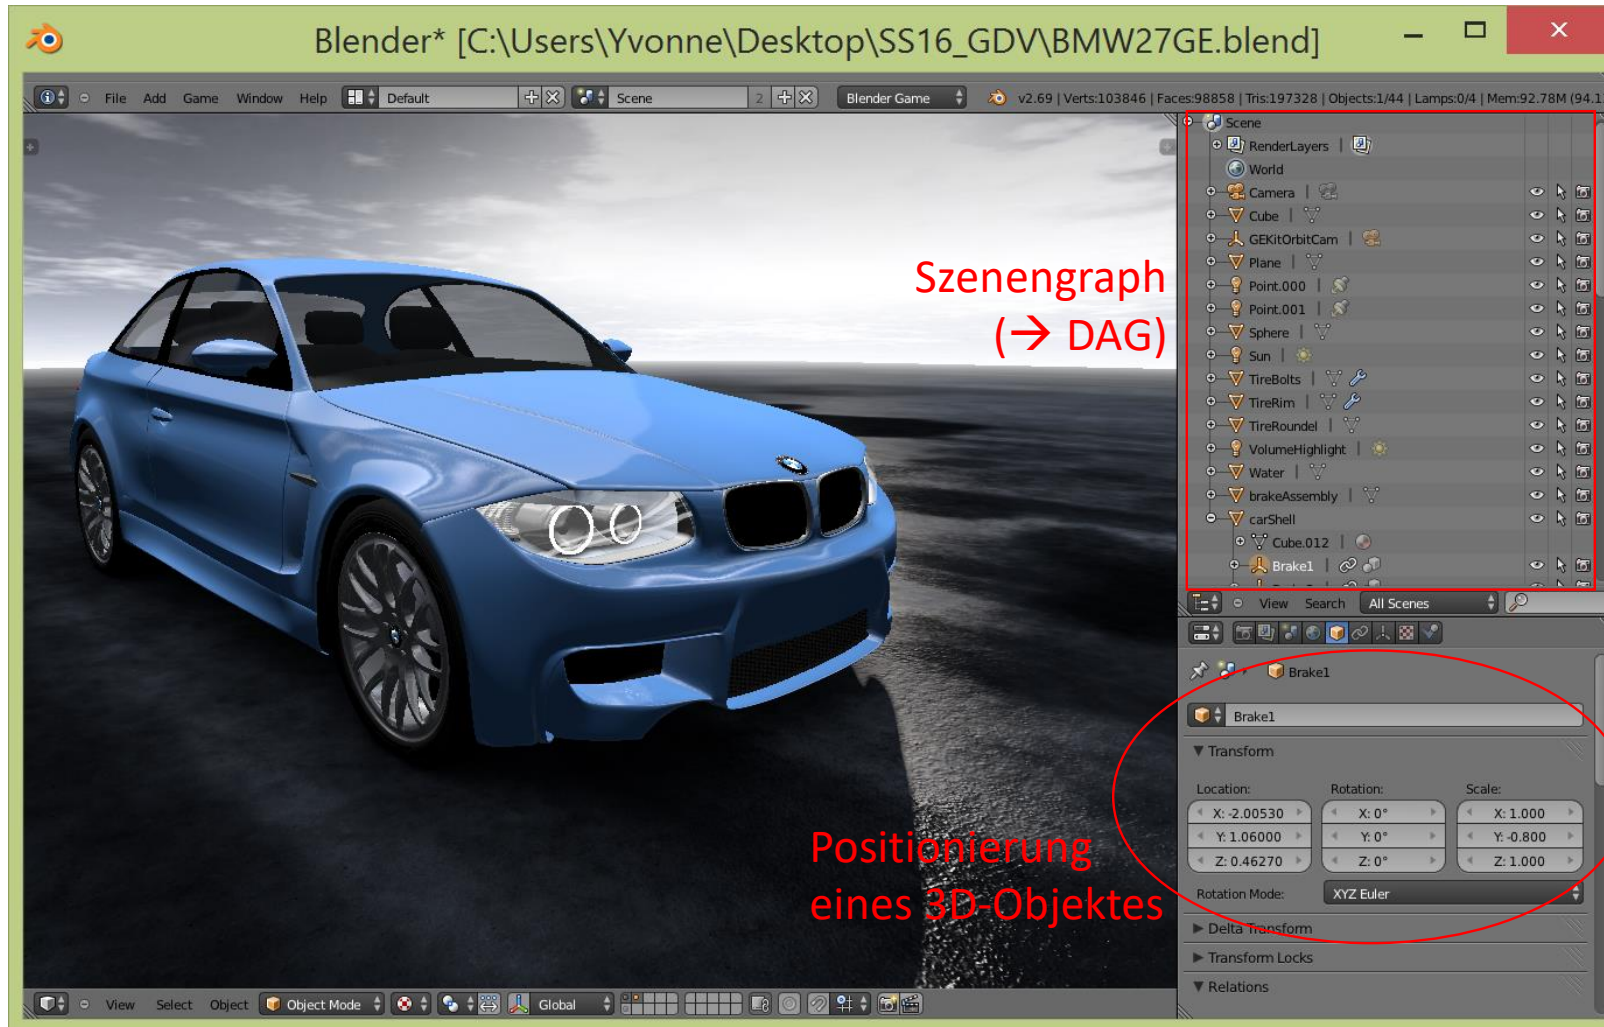 Blender* [C:\Users\Yvonne\Desktop\SS16_GDV\BMW27GE.blend]
File Add Game Window Help Default Scene 2 Blender Game v2.69 | Verts:103846 | Faces:98858 | Tris:197328 | Objects:1/44 | Lamps:0/4 | Mem:92.78M (94.1
Scene
RenderLayers
World
Camera
Cube
GEKitOrbitCam
Plane
Point.000
Point.001
Sphere
Sun
TireBolts
TireRim
TireRoundel
VolumeHighlight
Water
brakeAssembly
carShell
Cube.012
Brake1
Szenengraph
(→ DAG)
View Search All Scenes
Brake1
Brake1
Transform
Location: Rotation: Scale:
X: -2.00530 X: 0° X: 1.000
Y: 1.06000 Y: 0° Y: -0.800
Z: 0.46270 Z: 0° Z: 1.000
Rotation Mode: XYZ Euler
Delta Transform
Transform Locks
Relations
Positionierung
eines 3D-Objektes
View Select Object Object Mode Global